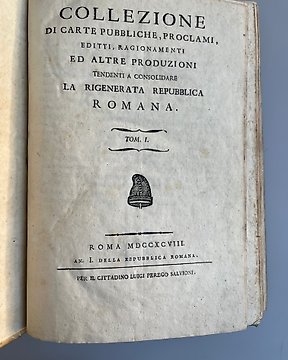 COLLEZIONE
DI CARTE PUBBLICHE, PROCLAMI,
EDITTI, RAGIONAMENTI
ED ALTRE PRODUZIONI
TENDENTI A CONSOLIDARE
LA RIGENERATA REPUBBLICA
ROMANA.
TOM. I.
ROMA MDCCXCVIII.
AN. I. DELLA REPUBBLICA ROMANA.
PER IL CITTADINO LUIGI PEREGO SALVIONI.